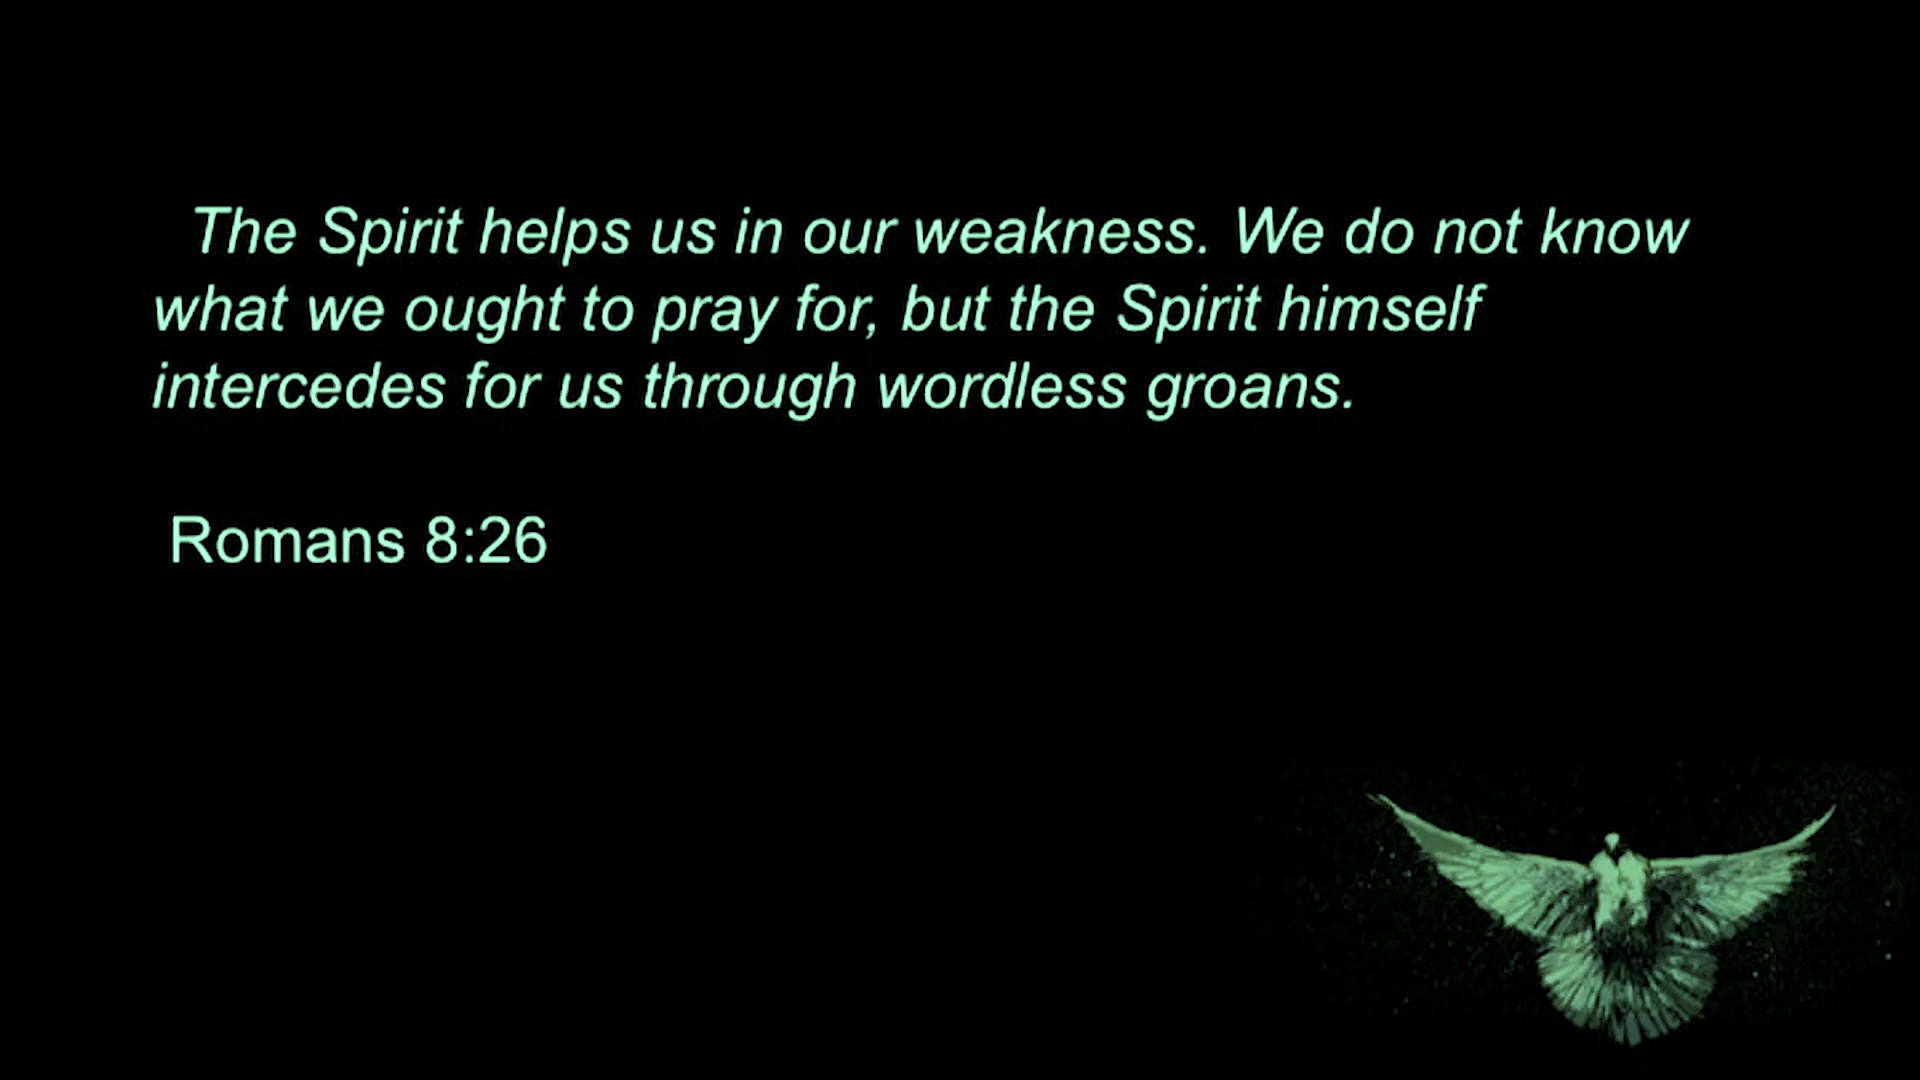 The Spirit helps us in our weakness. We do not know
what we ought to pray for, but the Spirit himself
intercedes for us through wordless groans.
Romans 8:26